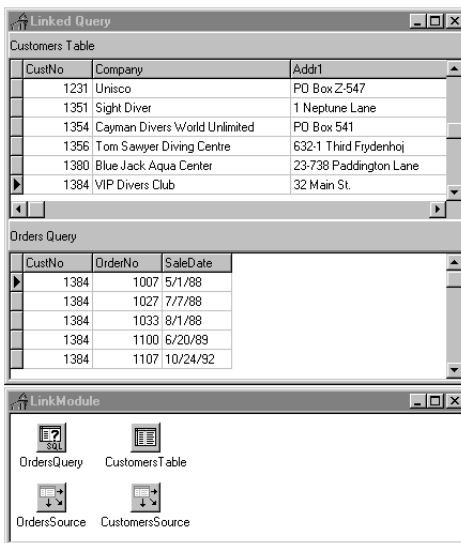 Linked Query
Customers Table
CustNo Company Addr1
1231 Unisco PO Box Z-547
1351 Sight Diver 1 Neptune Lane
1354 Cayman Divers World Unlimited PO Box 541
1356 Tom Sawyer Diving Centre 632-1 Third Frydenhoj
1380 Blue Jack Aqua Center 23-738 Paddington Lane
1384 VIP Divers Club 32 Main St.
Orders Query
CustNo OrderNo SaleDate
1384 1007 5/1/88
1384 1027 7/7/88
1384 1033 8/1/88
1384 1100 6/20/89
1384 1107 10/24/92
LinkModule
SQL
OrdersQuery CustomersTable
OrdersSource CustomersSource